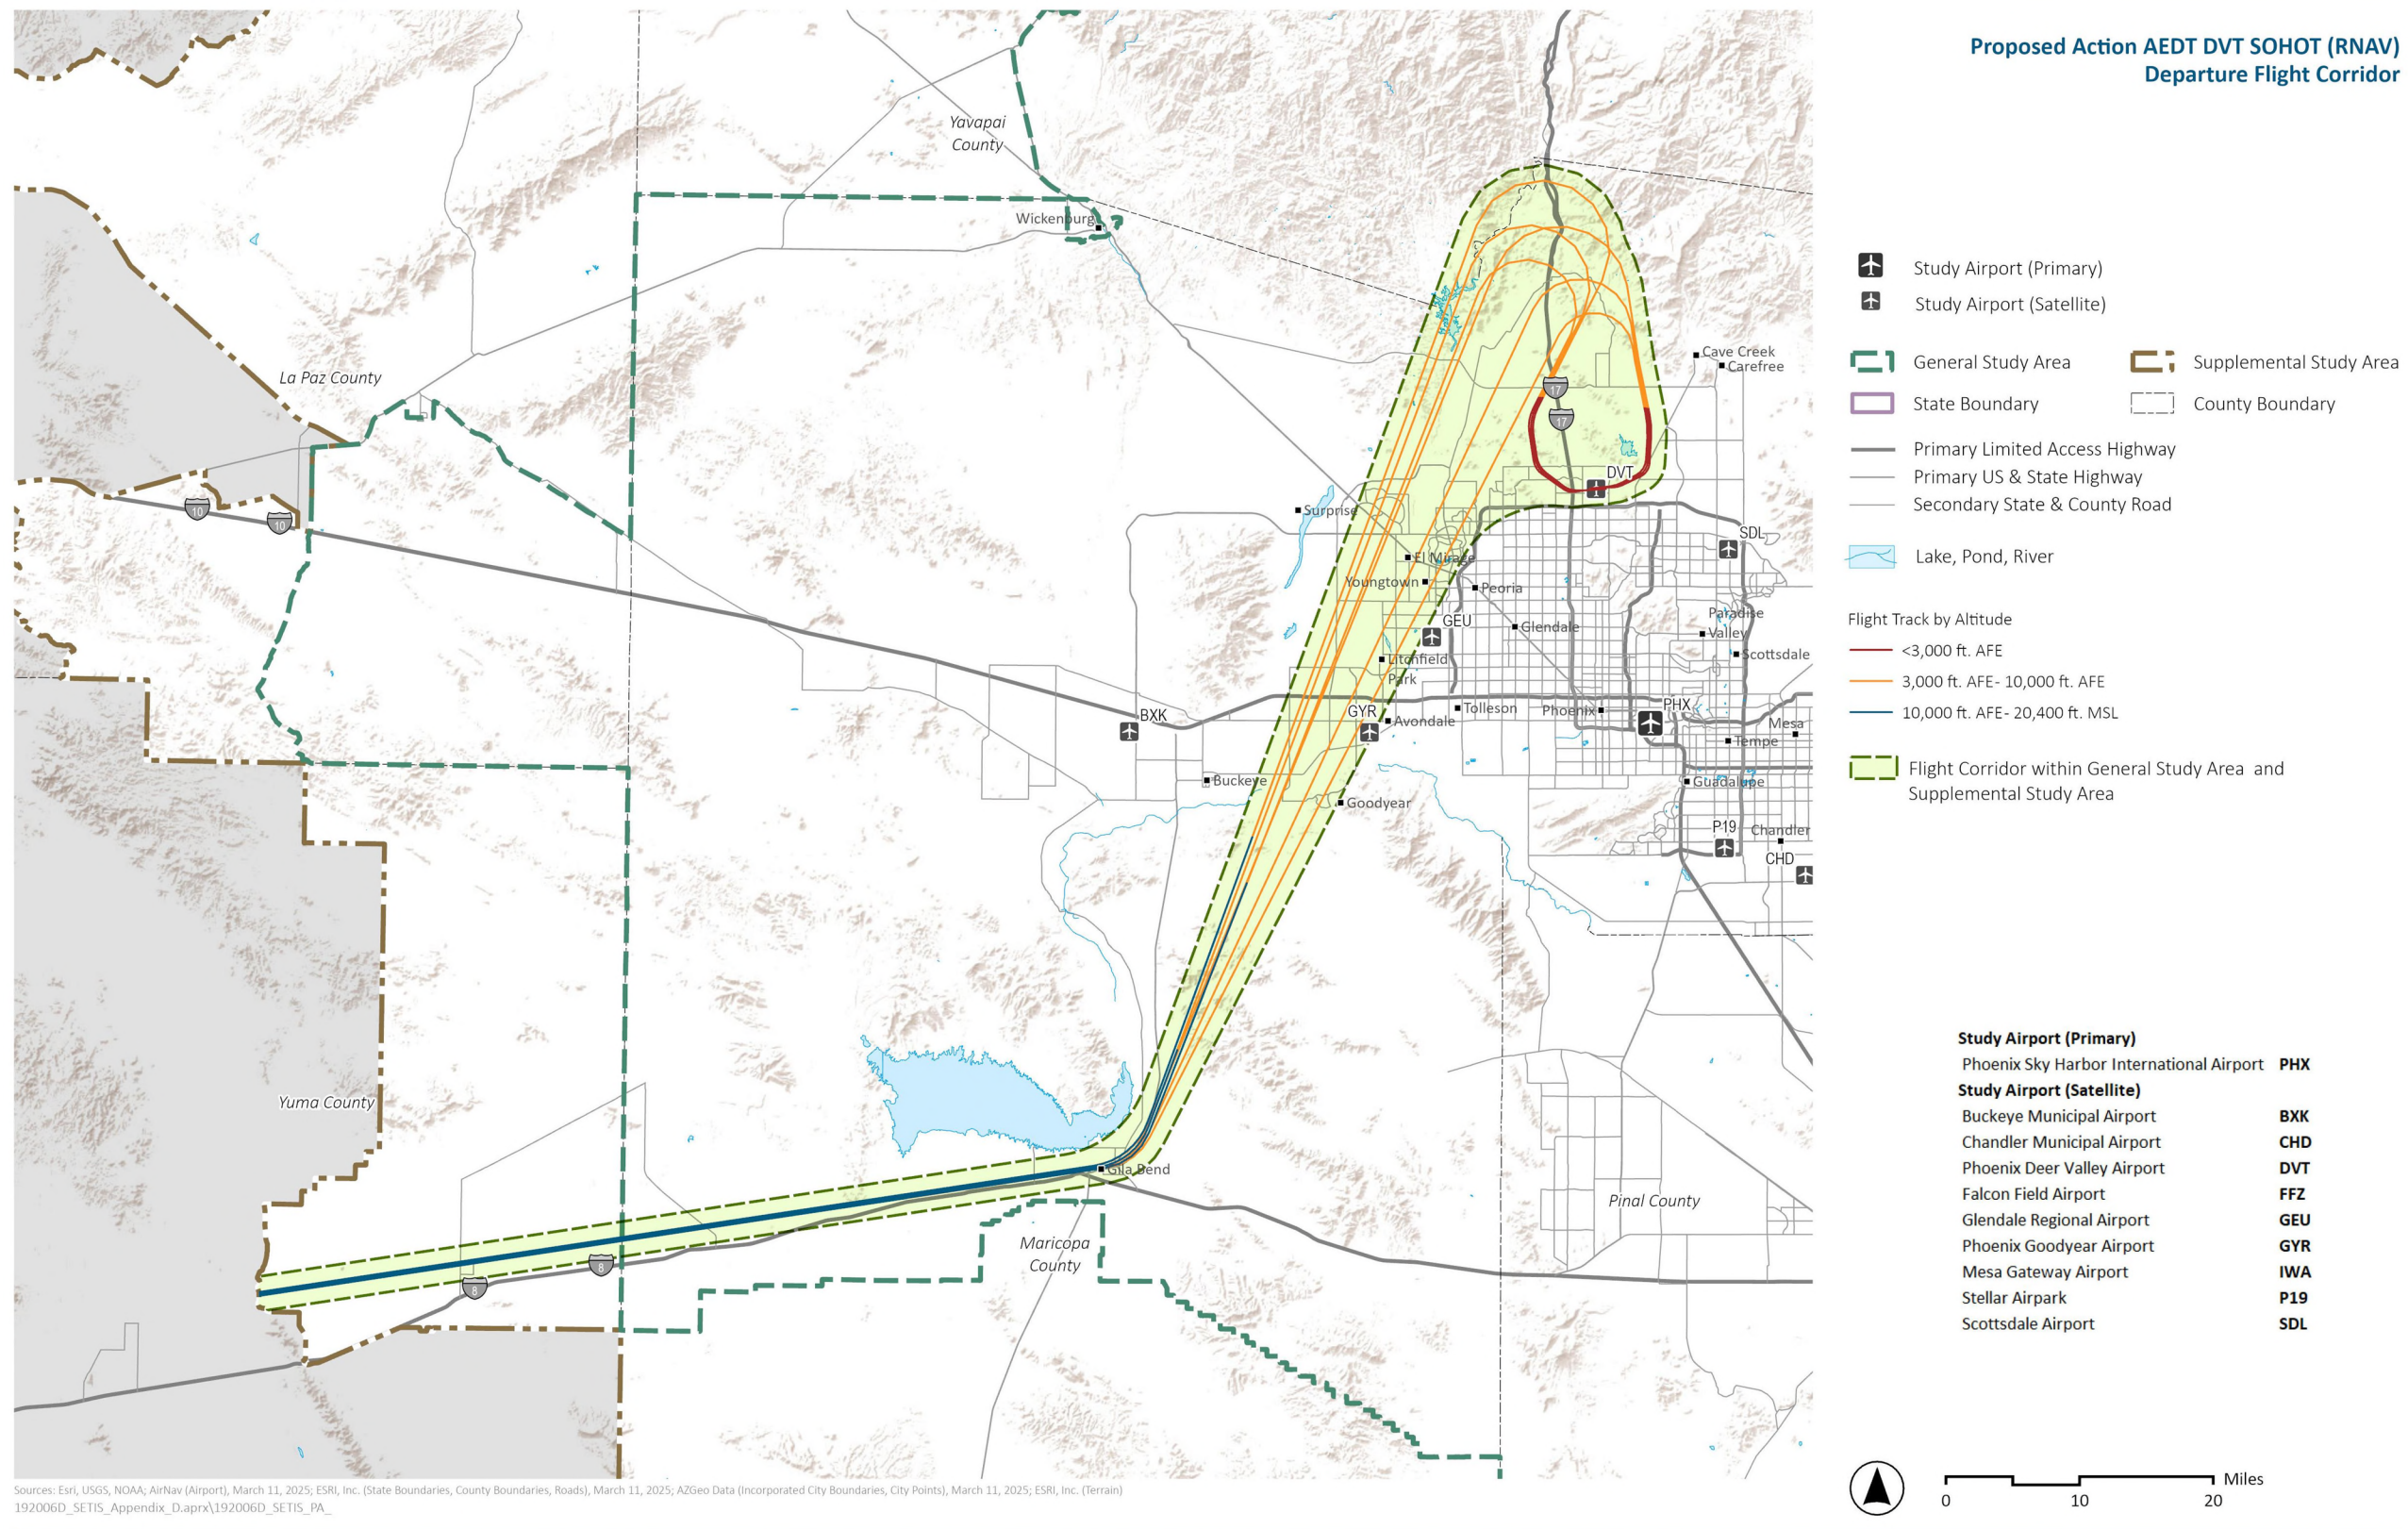 Proposed Action AEDT DVT SOHOT (RNAV)
Departure Flight Corridor
Yavapai
County
Wickenburg
La Paz County
Cave Creek
Carefree
17
17
DVT
10
10
Surprise
SDL
El Mirage
Youngtown
Peoria
GEU
Glendale
Paradise
Valley
Scottsdale
Litchfield
Park
BXK
GYR
Avondale
Tolleson
Phoenix
PHX
Mesa
Tempe
Buckeye
Guadalupe
Goodyear
P19
Chandler
CHD
Yuma County
Gila Bend
Pinal County
Maricopa
County
8
8
Study Airport (Primary)
Study Airport (Satellite)
General Study Area
Supplemental Study Area
State Boundary
County Boundary
Primary Limited Access Highway
Primary US & State Highway
Secondary State & County Road
Lake, Pond, River
Flight Track by Altitude
<3,000 ft. AFE
3,000 ft. AFE- 10,000 ft. AFE
10,000 ft. AFE- 20,400 ft. MSL
Flight Corridor within General Study Area and
Supplemental Study Area
Study Airport (Primary)
Phoenix Sky Harbor International Airport PHX
Study Airport (Satellite)
Buckeye Municipal Airport BXK
Chandler Municipal Airport CHD
Phoenix Deer Valley Airport DVT
Falcon Field Airport FFZ
Glendale Regional Airport GEU
Phoenix Goodyear Airport GYR
Mesa Gateway Airport IWA
Stellar Airpark P19
Scottsdale Airport SDL
Miles
0 10 20
Sources: Esri, USGS, NOAA; AirNav (Airport), March 11, 2025; ESRI, Inc. (State Boundaries, County Boundaries, Roads), March 11, 2025; AZGeo Data (Incorporated City Boundaries, City Points), March 11, 2025; ESRI, Inc. (Terrain)
192006D_SETIS_Appendix_D.aprx\192006D_SETIS_PA_